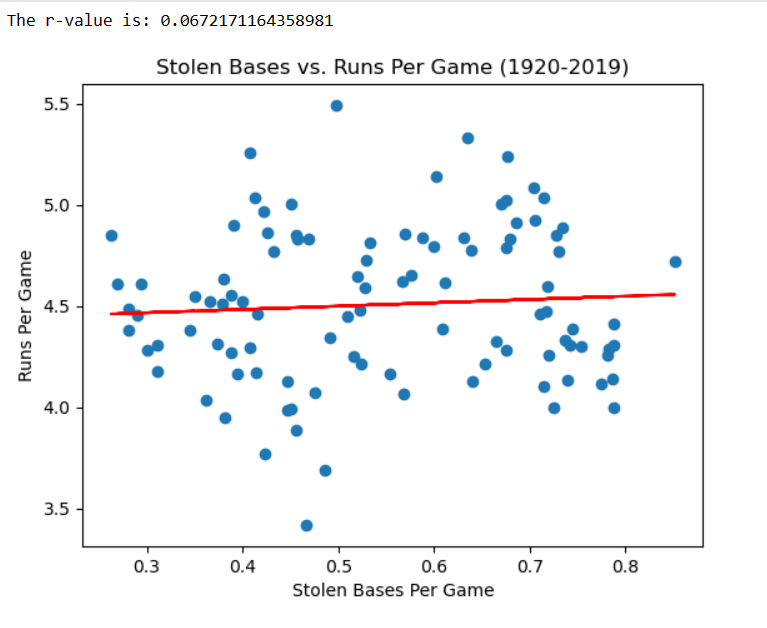 The r-value is: 0.0672171164358981
Stolen Bases vs. Runs Per Game (1920-2019)
5.5
5.0
4.5
4.0
3.5
Runs Per Game
0.3 0.4 0.5 0.6 0.7 0.8
Stolen Bases Per Game